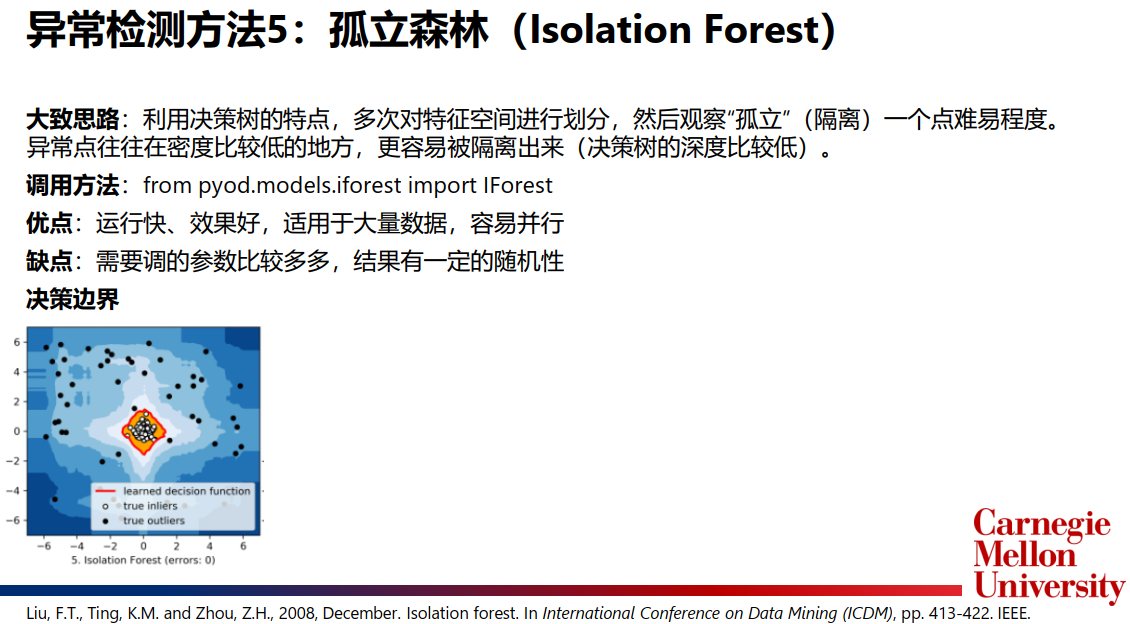 异常检测方法5：孤立森林（Isolation Forest）
大致思路：利用决策树的特点，多次对特征空间进行划分，然后观察“孤立”（隔离）一个点难易程度。
异常点往往在密度比较低的地方，更容易被隔离出来（决策树的深度比较低）。
调用方法：from pyod.models.iforest import IForest
优点：运行快、效果好，适用于大量数据，容易并行
缺点：需要调的参数比较多多，结果有一定的随机性
决策边界
6
4
2
0
−2
−4
−6
learned decision function
true inliers
true outliers
−6 −4 −2 0 2 4 6
5. Isolation Forest (errors: 0)
Carnegie
Mellon
University
Liu, F.T., Ting, K.M. and Zhou, Z.H., 2008, December. Isolation forest. In International Conference on Data Mining (ICDM), pp. 413-422. IEEE.